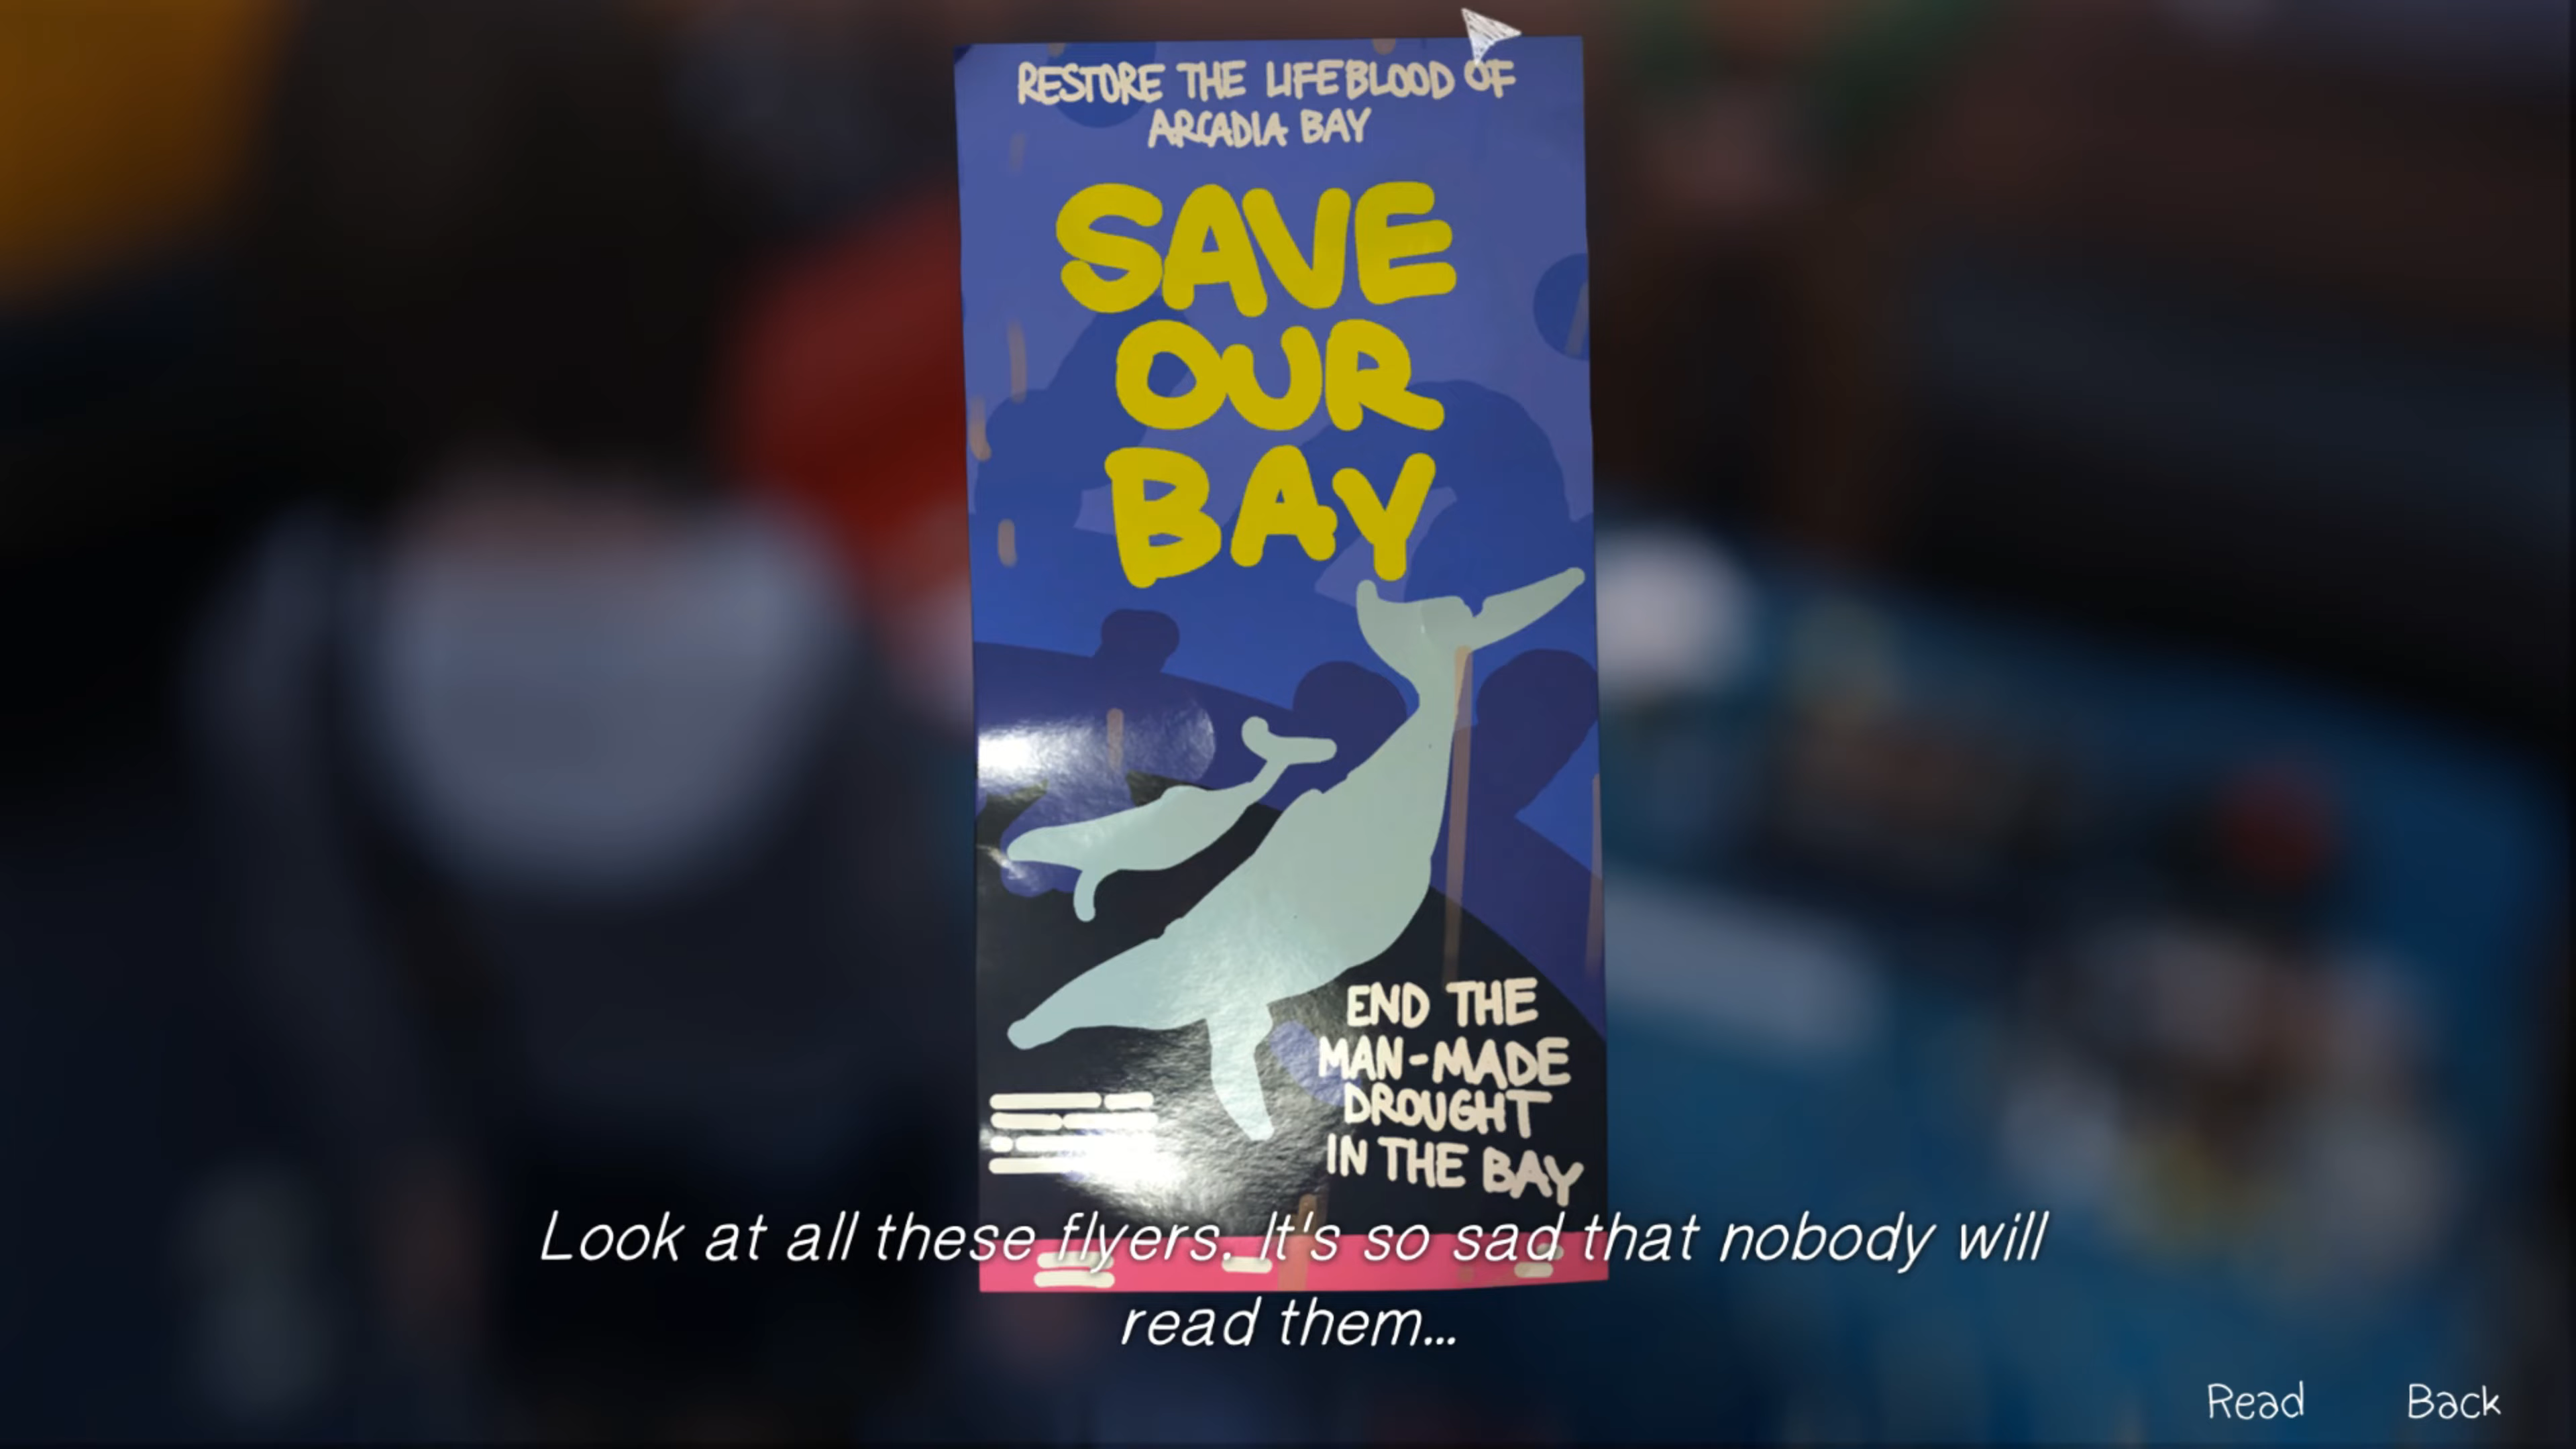 RESTORE THE LIFEBLOOD OF
ARCADIA BAY
SAVE
OUR
BAY
END THE
MAN-MADE
DROUGHT
IN THE BAY
Look at all these flyers. It's so sad that nobody will
read them...
Read Back